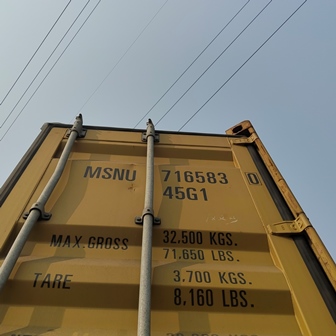 MSNU 716583 0
45G1
MAX.GROSS 32.500 KGS.
71.650 LBS.
TARE 3.700 KGS.
8,160 LBS.